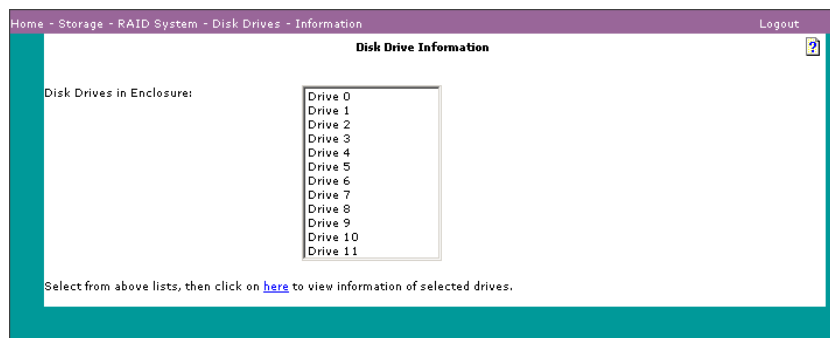 Home - Storage - RAID System - Disk Drives - Information Logout
Disk Drive Information ?
Disk Drives in Enclosure:
Drive 0
Drive 1
Drive 2
Drive 3
Drive 4
Drive 5
Drive 6
Drive 7
Drive 8
Drive 9
Drive 10
Drive 11
Select from above lists, then click on here to view information of selected drives.